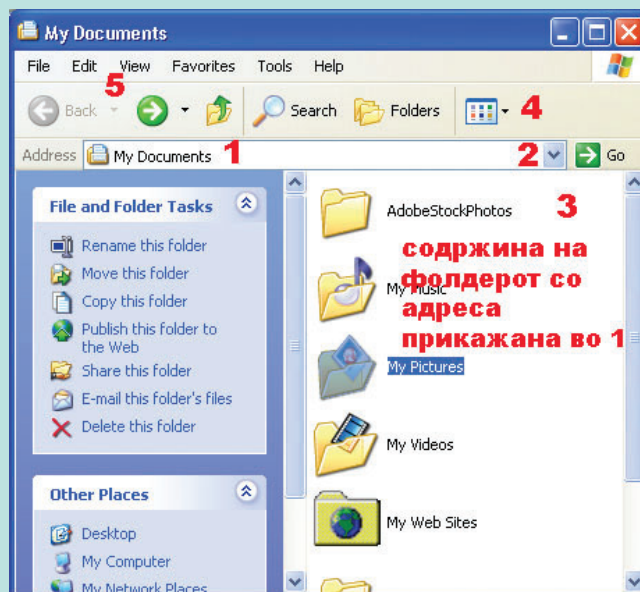 My Documents
File Edit View Favorites Tools Help
5
Back Search Folders 4
Address My Documents 1 2 Go
File and Folder Tasks
Rename this folder
Move this folder
Copy this folder
Publish this folder to
the Web
Share this folder
E-mail this folder's files
Delete this folder
Other Places
Desktop
My Computer
My Network Places
AdobeStockPhotos 3
содржина на
фолдерот со
адреса
прикажана во 1
My Music
My Pictures
My Videos
My Web Sites